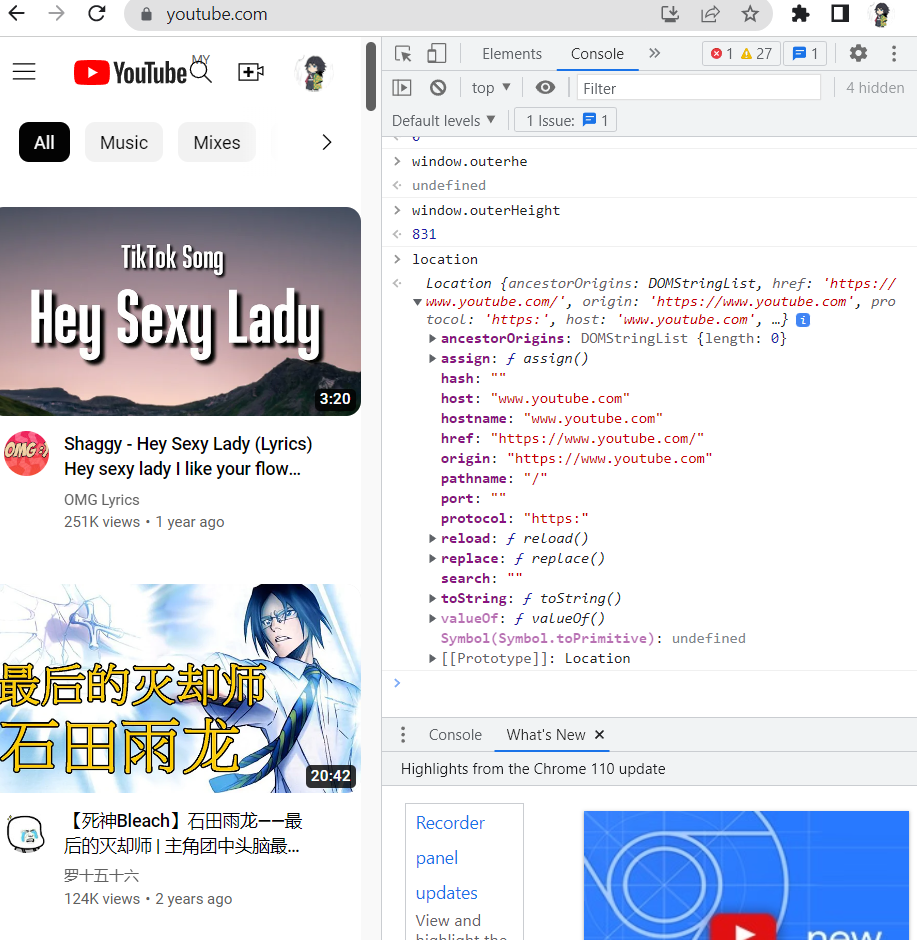 youtube.com
YouTube MY
All Music Mixes
TikTok Song
Hey Sexy Lady
3:20
OMG
Shaggy - Hey Sexy Lady (Lyrics)
Hey sexy lady I like your flow...
OMG Lyrics
251K views • 1 year ago
最后的灭却师
石田雨龙
20:42
【死神Bleach】石田雨龙——最
后的灭却师 | 主角团中头脑最...
罗十五十六
124K views • 2 years ago
Elements Console 1 27 1
top Filter 4 hidden
Default levels 1 Issue: 1
window.outerhe
undefined
window.outerHeight
831
location
Location {ancestorOrigins: DOMStringList, href: 'https://
www.youtube.com/', origin: 'https://www.youtube.com', pro
tocol: 'https:', host: 'www.youtube.com', …}
ancestorOrigins: DOMStringList {length: 0}
assign: ƒ assign()
hash: ""
host: "www.youtube.com"
hostname: "www.youtube.com"
href: "https://www.youtube.com/"
origin: "https://www.youtube.com"
pathname: "/"
port: ""
protocol: "https:"
reload: ƒ reload()
replace: ƒ replace()
search: ""
toString: ƒ toString()
valueOf: ƒ valueOf()
Symbol(Symbol.toPrimitive): undefined
[[Prototype]]: Location
Console What's New
Highlights from the Chrome 110 update
Recorder
panel
updates
View and
highlight the
new